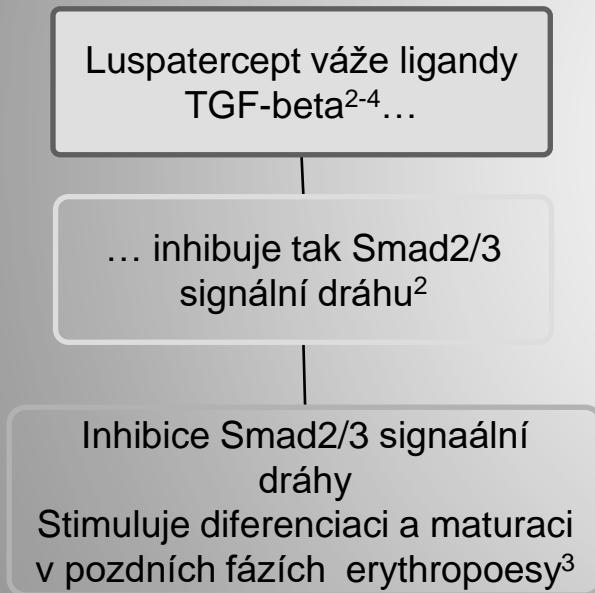 Luspatercept váže ligandy
TGF-beta²⁻⁴…
… inhibuje tak Smad2/3
signální dráhu²
Inhibice Smad2/3 signaální
dráhy
Stimuluje diferenciaci a maturaci
v pozdních fázích  erythropoesy³